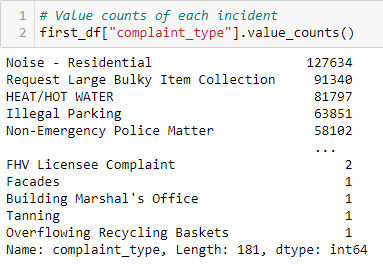 1 # Value counts of each incident
2 first_df["complaint_type"].value_counts()
Noise - Residential 127634
Request Large Bulky Item Collection 91340
HEAT/HOT WATER 81797
Illegal Parking 63851
Non-Emergency Police Matter 58102
...
FHV Licensee Complaint 2
Facades 1
Building Marshal's Office 1
Tanning 1
Overflowing Recycling Baskets 1
Name: complaint_type, Length: 181, dtype: int64